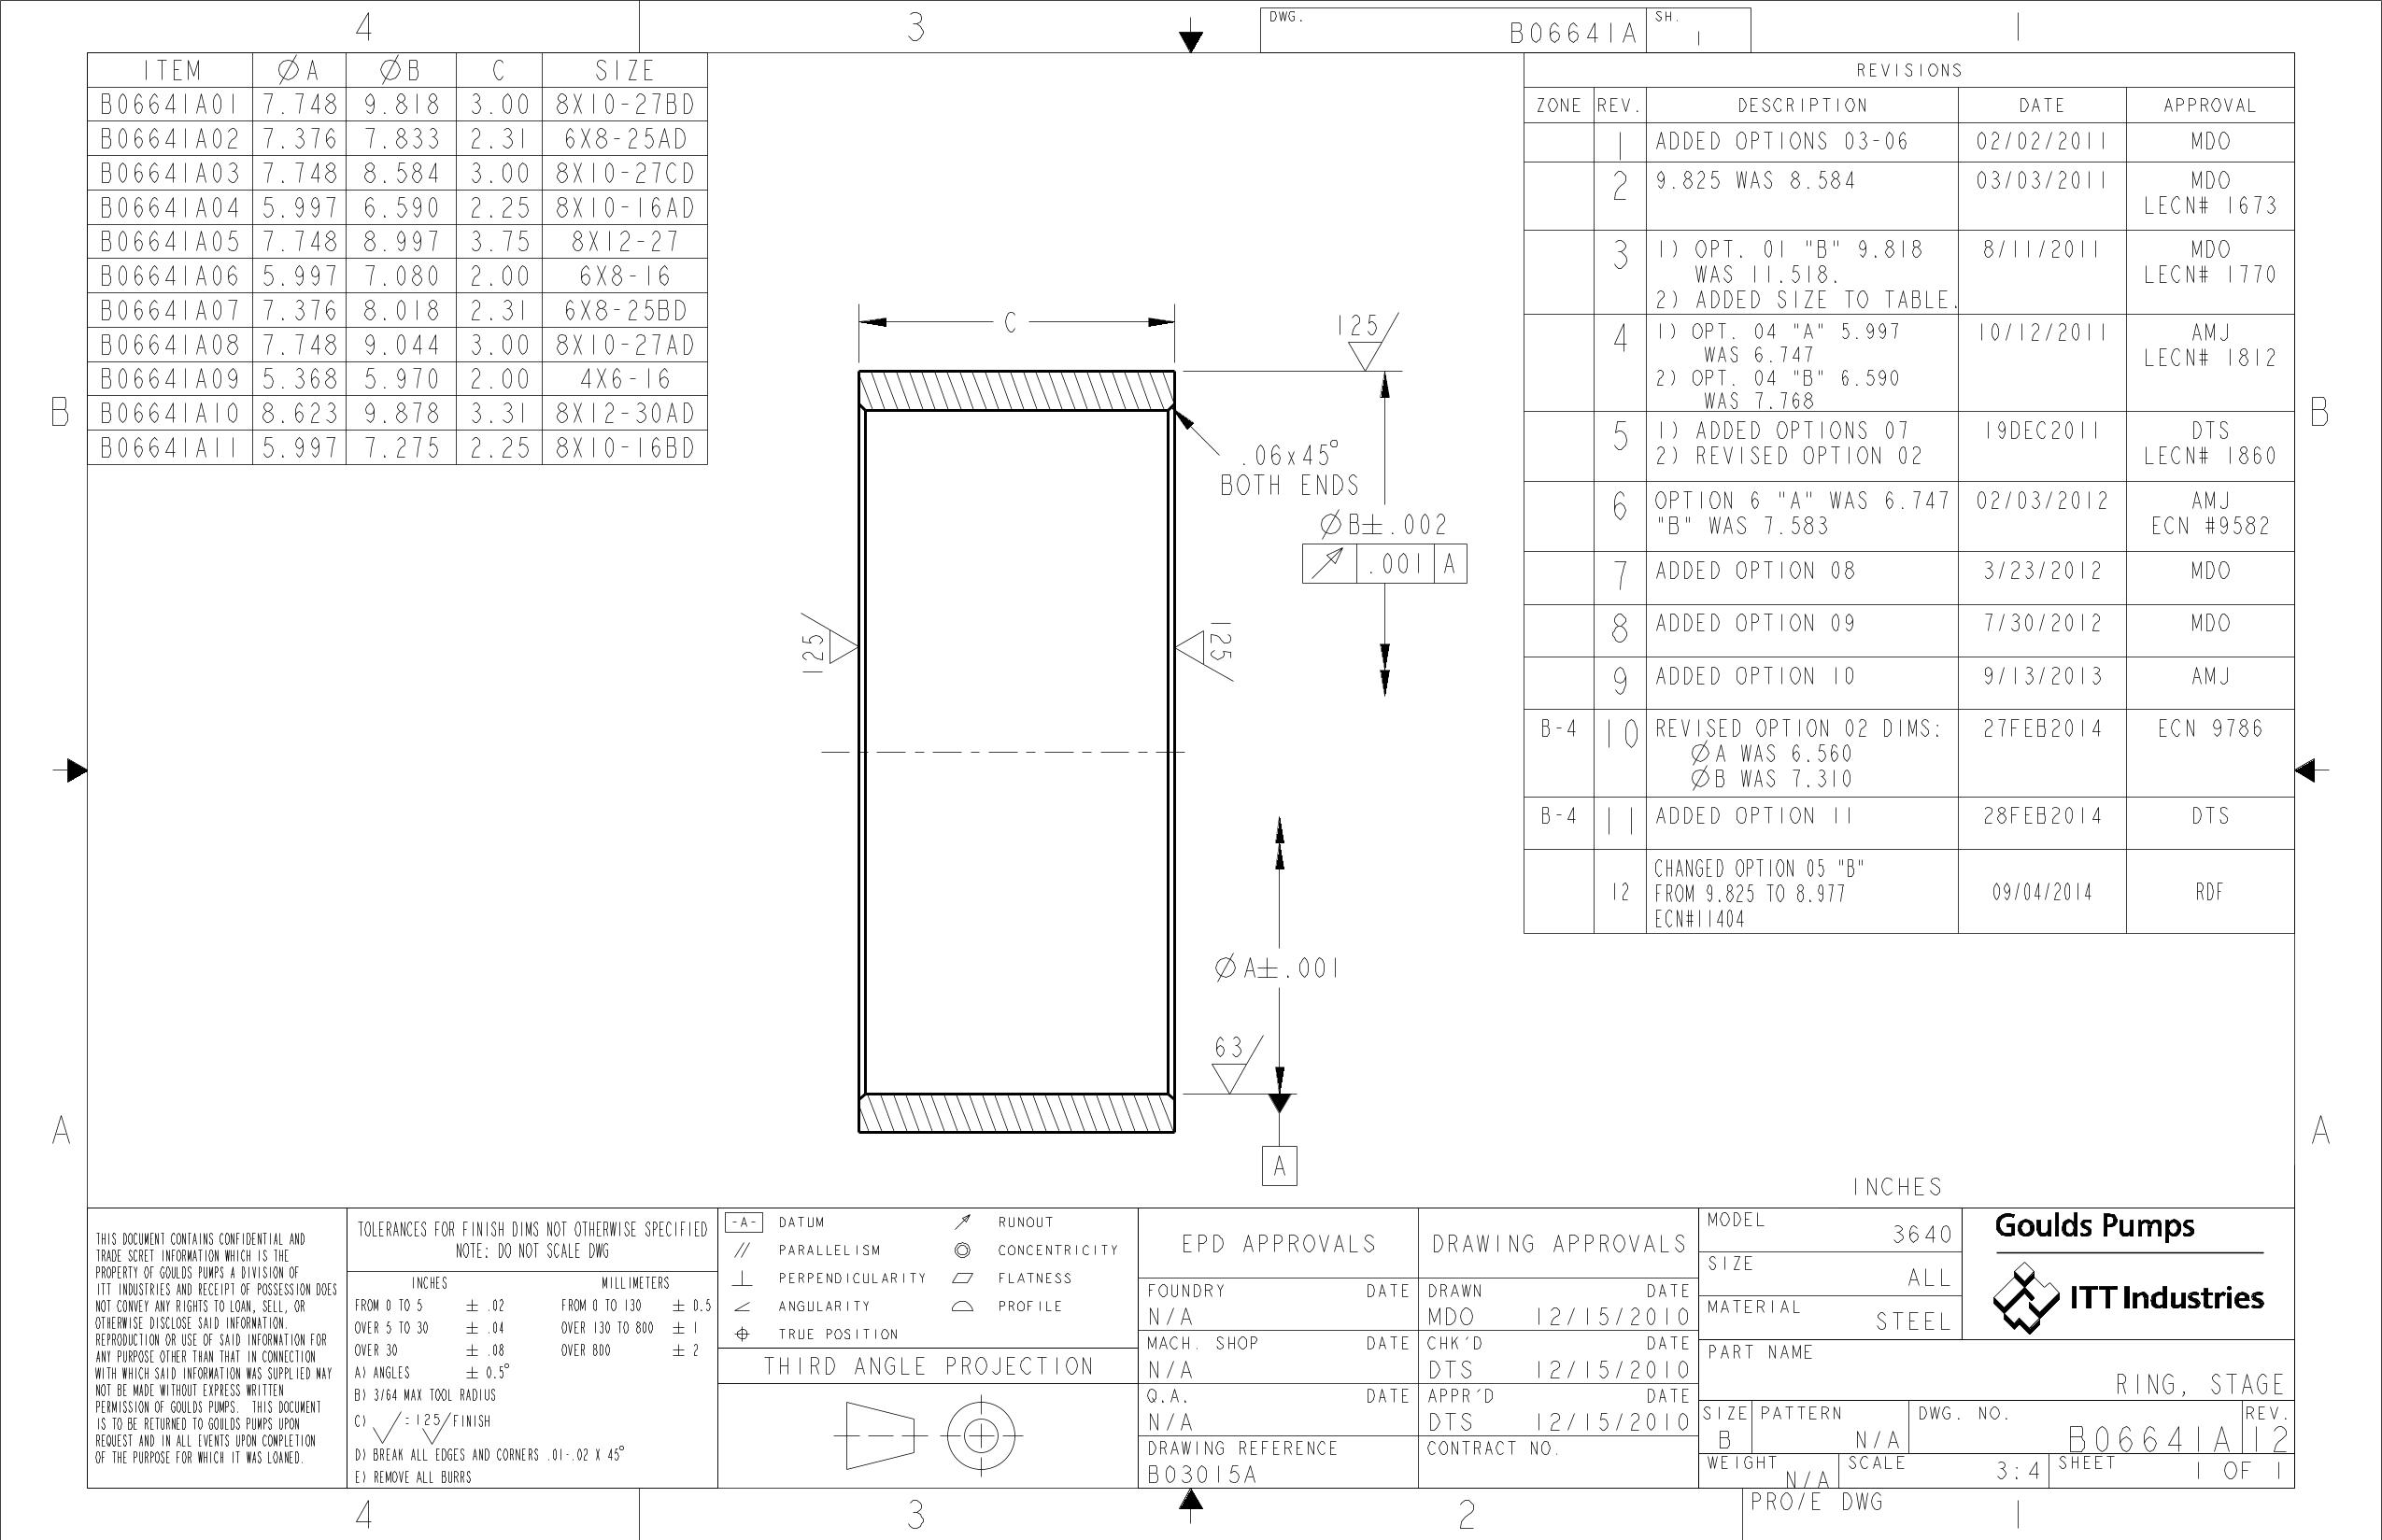 4
3
DWG.
B06641A
SH.
1
ITEM ØA ØB C SIZE
B06641A01 7.748 9.818 3.00 8X10-27BD
B06641A02 7.376 7.833 2.31 6X8-25AD
B06641A03 7.748 8.584 3.00 8X10-27CD
B06641A04 5.997 6.590 2.25 8X10-16AD
B06641A05 7.748 8.997 3.75 8X12-27
B06641A06 5.997 7.080 2.00 6X8-16
B06641A07 7.376 8.018 2.31 6X8-25BD
B06641A08 7.748 9.044 3.00 8X10-27AD
B06641A09 5.368 5.970 2.00 4X6-16
B06641A10 8.623 9.878 3.31 8X12-30AD
B06641A11 5.997 7.275 2.25 8X10-16BD
REVISIONS
ZONE REV. DESCRIPTION DATE APPROVAL
1 ADDED OPTIONS 03-06 02/02/2011 MDO
2 9.825 WAS 8.584 03/03/2011 MDO
LECN# 1673
3 1) OPT. 01 "B" 9.818 8/11/2011 MDO
WAS 11.518. LECN# 1770
2) ADDED SIZE TO TABLE.
4 1) OPT. 04 "A" 5.997 10/12/2011 AMJ
WAS 6.747 LECN# 1812
2) OPT. 04 "B" 6.590
WAS 7.768
5 1) ADDED OPTIONS 07 19DEC2011 DTS
2) REVISED OPTION 02 LECN# 1860
6 OPTION 6 "A" WAS 6.747 02/03/2012 AMJ
"B" WAS 7.583 ECN #9582
7 ADDED OPTION 08 3/23/2012 MDO
8 ADDED OPTION 09 7/30/2012 MDO
9 ADDED OPTION 10 9/13/2013 AMJ
B-4 10 REVISED OPTION 02 DIMS: 27FEB2014 ECN 9786
ØA WAS 6.560
ØB WAS 7.310
B-4 11 ADDED OPTION 11 28FEB2014 DTS
CHANGED OPTION 05 "B"
12 FROM 9.825 TO 8.977 09/04/2014 RDF
ECN#11404
C
125
.06x45°
BOTH ENDS
ØB±.002
.001 A
125
125
ØA±.001
63
A
B
B
A
A
INCHES
THIS DOCUMENT CONTAINS CONFIDENTIAL AND
TRADE SCRET INFORMATION WHICH IS THE
PROPERTY OF GOULDS PUMPS A DIVISION OF
ITT INDUSTRIES AND RECEIPT OF POSSESSION DOES
NOT CONVEY ANY RIGHTS TO LOAN, SELL, OR
OTHERWISE DISCLOSE SAID INFORMATION.
REPRODUCTION OR USE OF SAID INFORMATION FOR
ANY PURPOSE OTHER THAN THAT IN CONNECTION
WITH WHICH SAID INFORMATION WAS SUPPLIED MAY
NOT BE MADE WITHOUT EXPRESS WRITTEN
PERMISSION OF GOULDS PUMPS. THIS DOCUMENT
IS TO BE RETURNED TO GOULDS PUMPS UPON
REQUEST AND IN ALL EVENTS UPON COMPLETION
OF THE PURPOSE FOR WHICH IT WAS LOANED.
TOLERANCES FOR FINISH DIMS NOT OTHERWISE SPECIFIED
NOTE: DO NOT SCALE DWG
INCHES MILLIMETERS
FROM 0 TO 5 ± .02 FROM 0 TO 130 ± 0.5
OVER 5 TO 30 ± .04 OVER 130 TO 800 ± 1
OVER 30 ± .08 OVER 800 ± 2
A) ANGLES ± 0.5°
B) 3/64 MAX TOOL RADIUS
C) = 125 FINISH
D) BREAK ALL EDGES AND CORNERS .01-.02 X 45°
E) REMOVE ALL BURRS
-A- DATUM RUNOUT
PARALLELISM CONCENTRICITY
PERPENDICULARITY FLATNESS
ANGULARITY PROFILE
TRUE POSITION
THIRD ANGLE PROJECTION
EPD APPROVALS
FOUNDRY DATE
N/A
MACH. SHOP DATE
N/A
Q.A. DATE
N/A
DRAWING REFERENCE
B03015A
DRAWING APPROVALS
DRAWN DATE
MDO 12/15/2010
CHK'D DATE
DTS 12/15/2010
APPR'D DATE
DTS 12/15/2010
CONTRACT NO.
MODEL
3640
SIZE
ALL
MATERIAL
STEEL
Goulds Pumps
ITT Industries
PART NAME
RING, STAGE
SIZE PATTERN DWG. NO. REV.
B N/A B06641A 12
WEIGHT SCALE SHEET
N/A 3:4 1 OF 1
PRO/E DWG
4
3
2